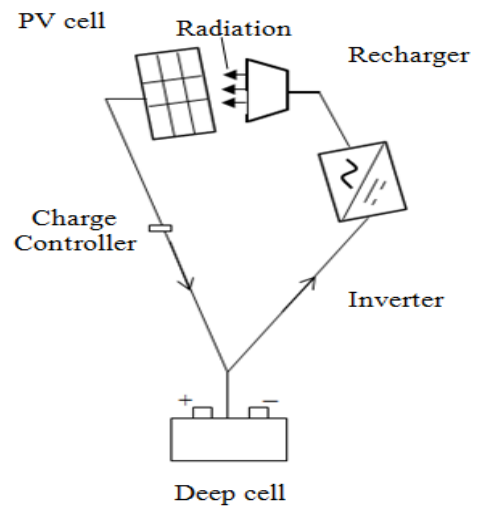 PV cell
Radiation
Recharger
Charge
Controller
Inverter
+ −
Deep cell